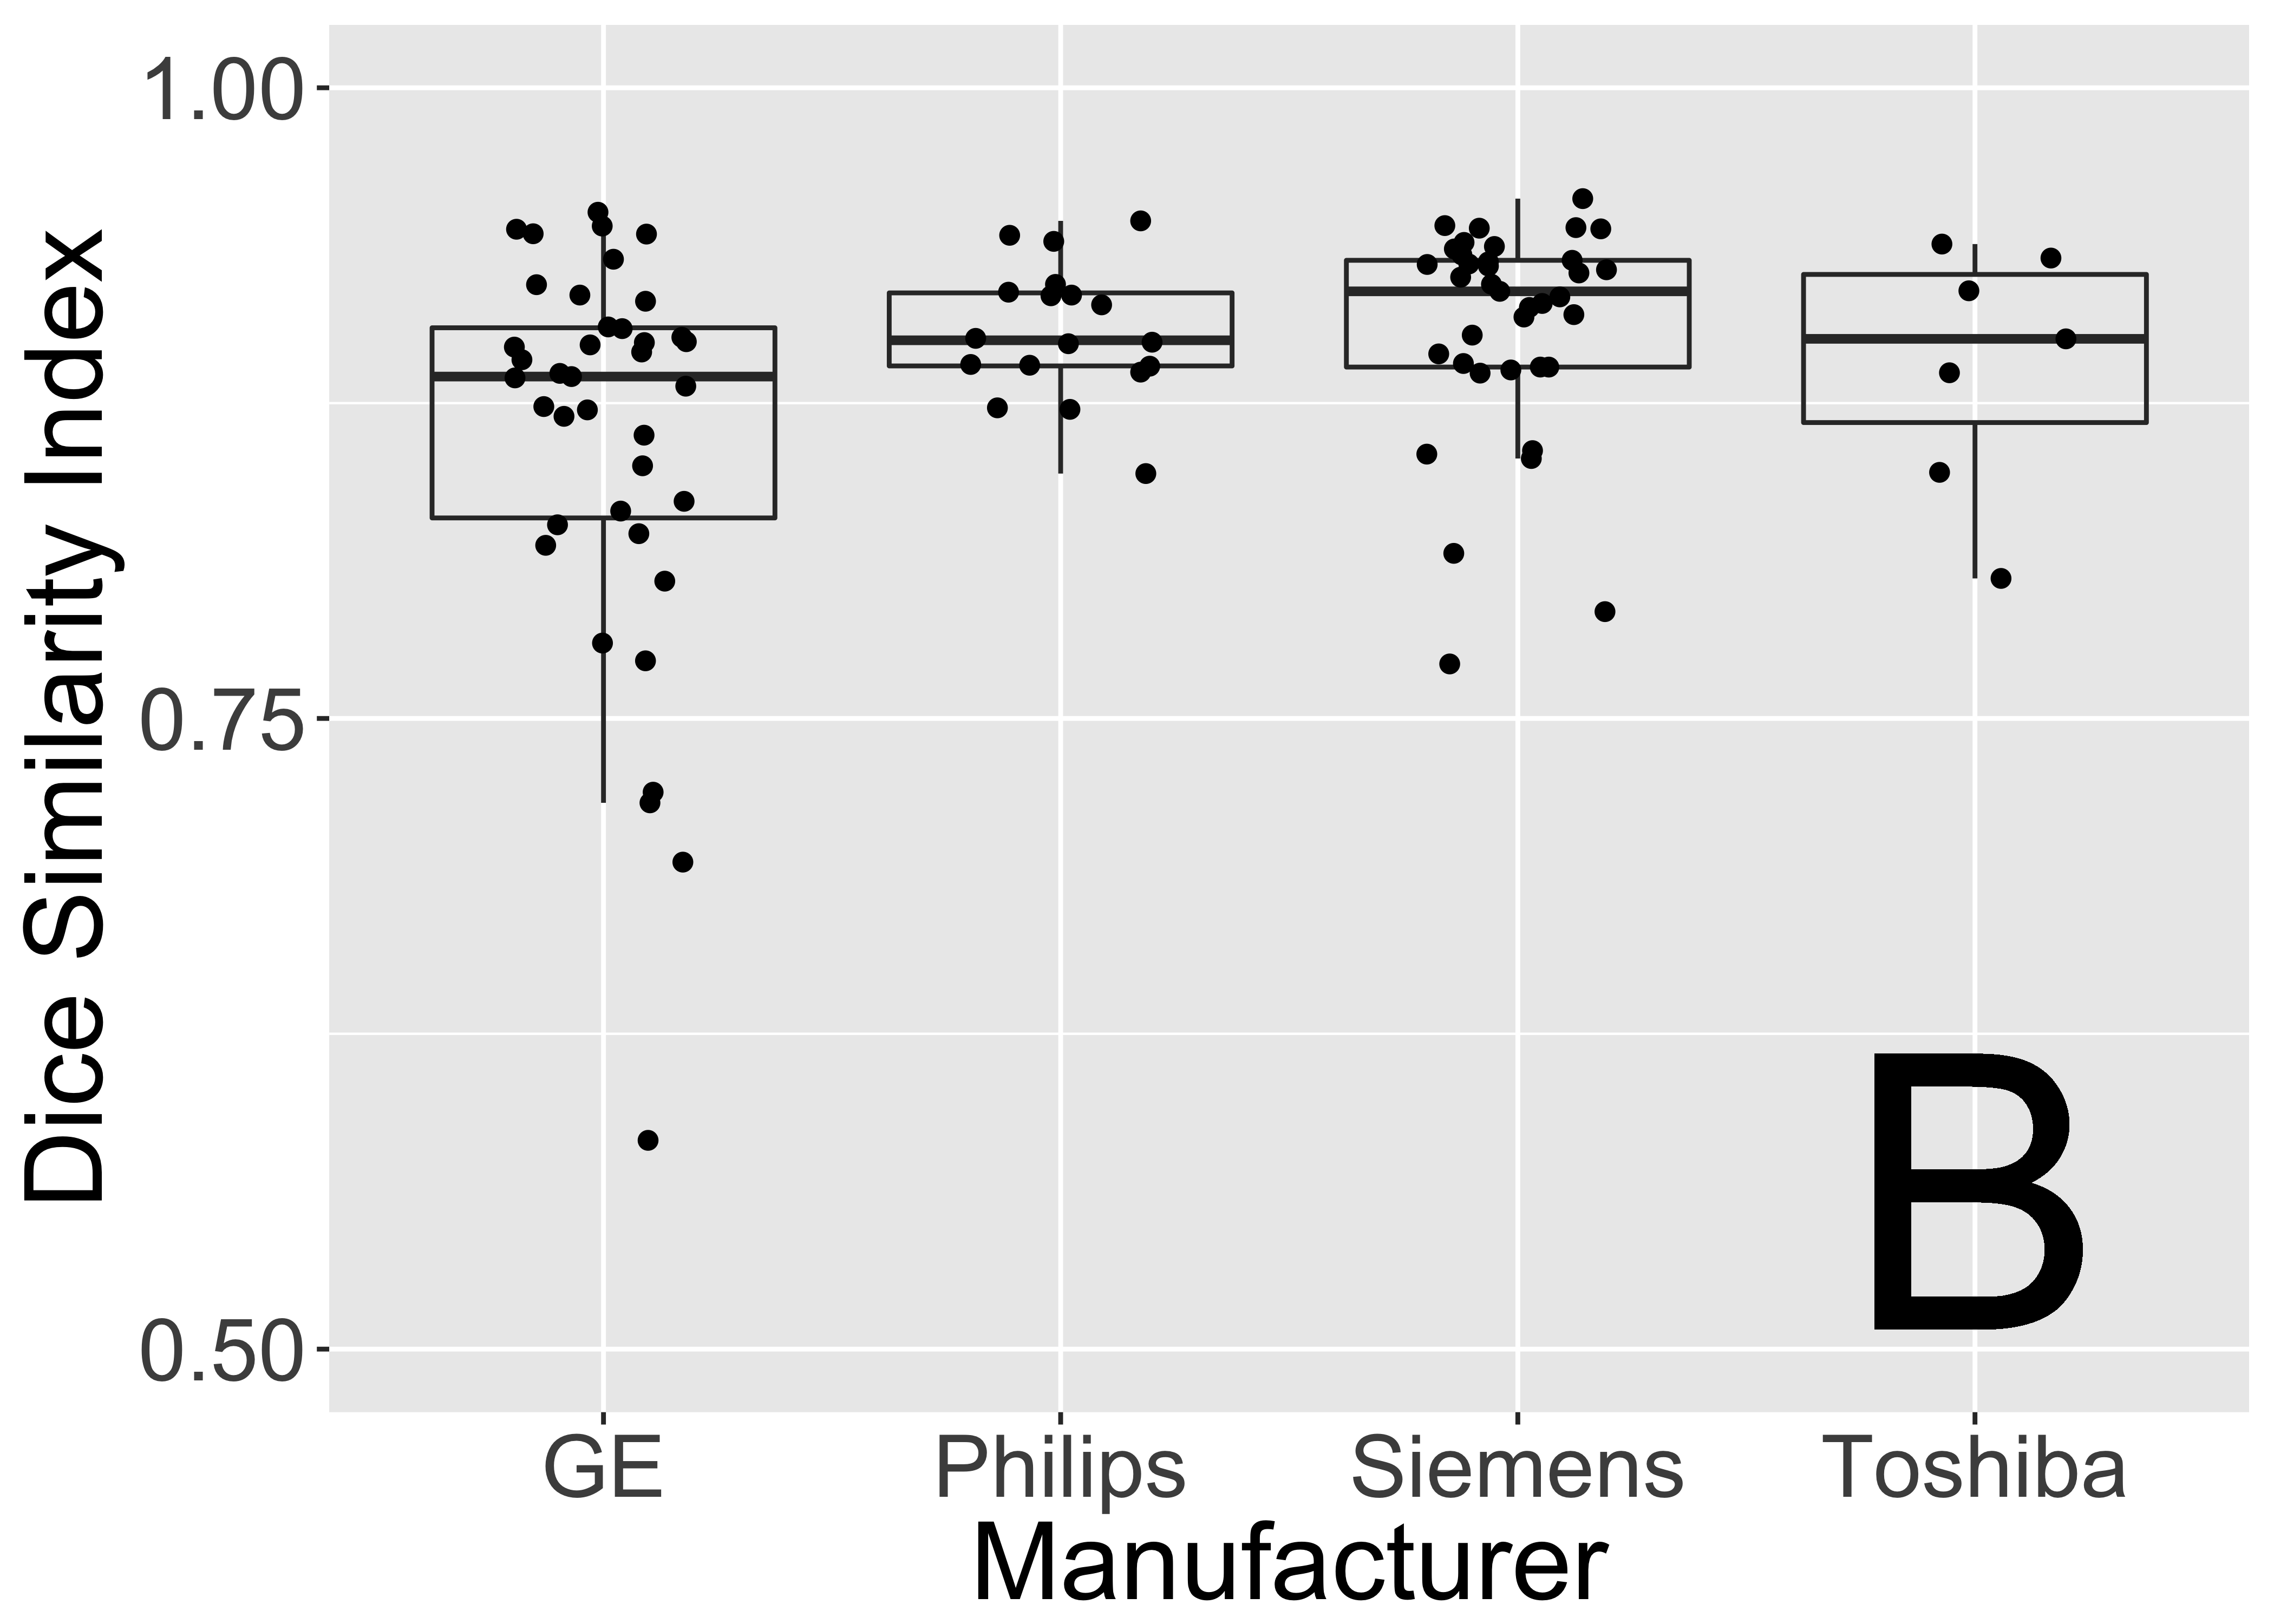 Dice Similarity Index
1.00
0.75
0.50
B
GE Philips Siemens Toshiba
Manufacturer